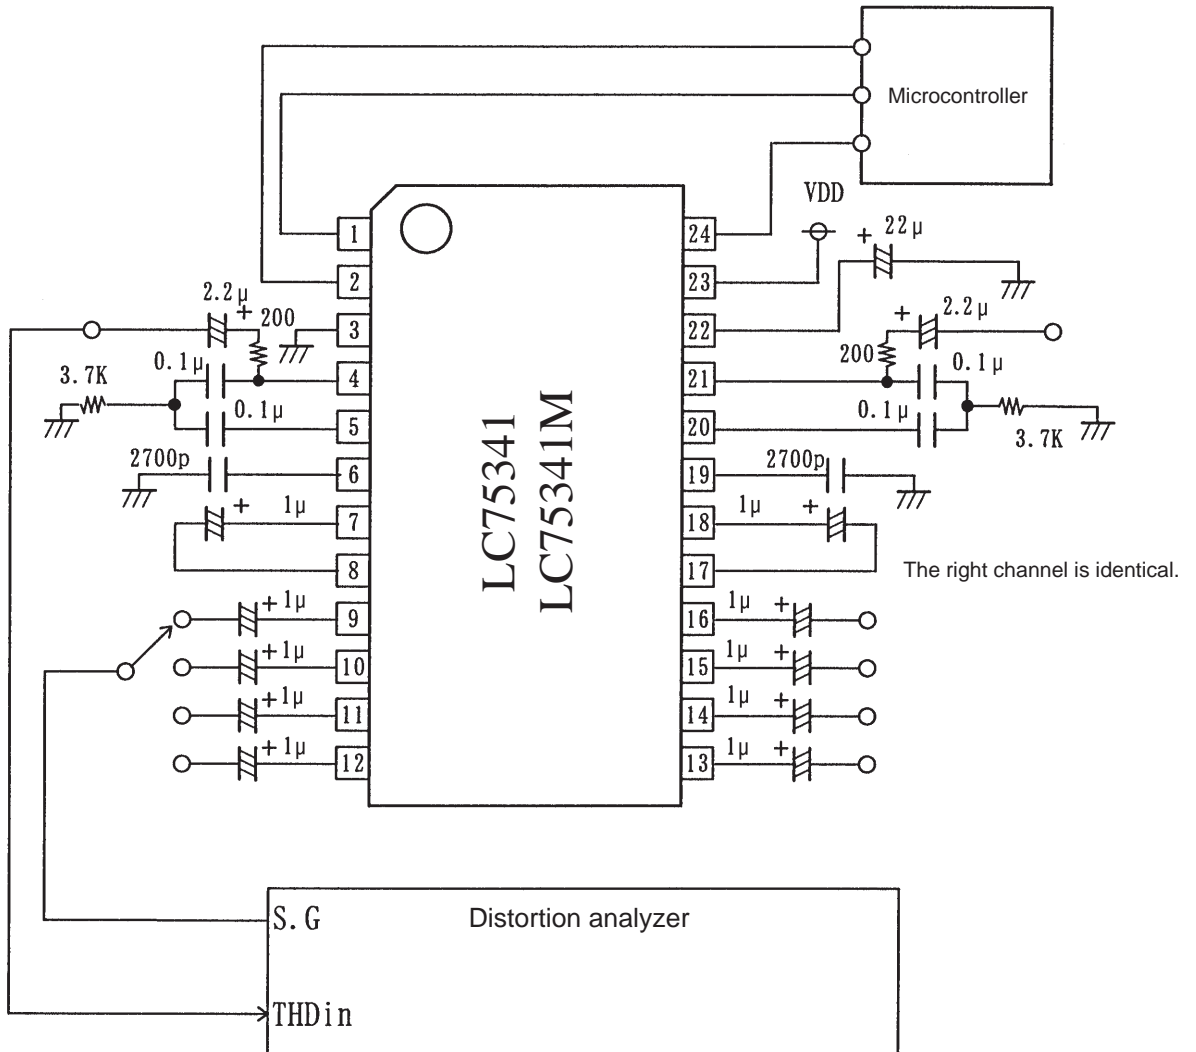 Microcontroller
VDD
22μ
+
1
24
2
23
2.2μ
+
200
3
22
+
2.2μ
200
0.1μ
3.7K
4
21
0.1μ
0.1μ
5
20
0.1μ
3.7K
2700p
6
19
2700p
+
1μ
7
18
1μ
+
8
17
The right channel is identical.
LC75341
LC75341M
+1μ
9
16
1μ
+
+1μ
10
15
1μ
+
+1μ
11
14
1μ
+
+1μ
12
13
1μ
+
S.G
Distortion analyzer
THDin